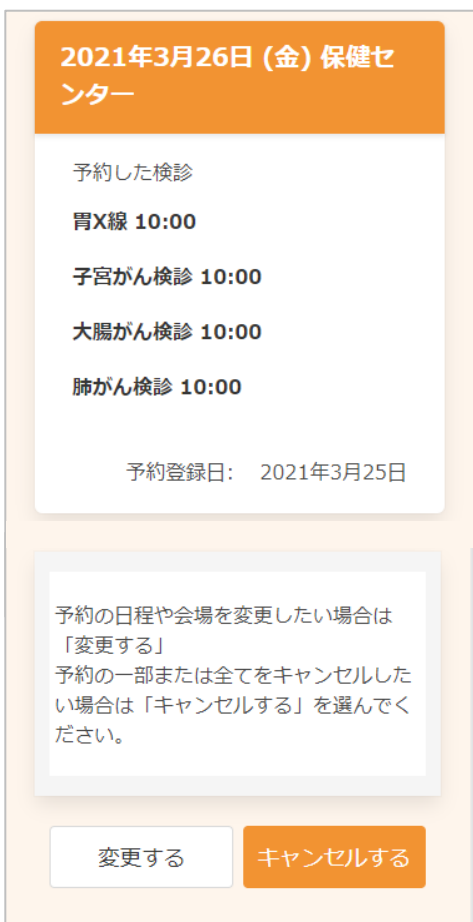 2021年3月26日 (金) 保健セ
ンター
予約した検診
胃X線 10:00
子宮がん検診 10:00
大腸がん検診 10:00
肺がん検診 10:00
予約登録日: 2021年3月25日
予約の日程や会場を変更したい場合は
「変更する」
予約の一部または全てをキャンセルした
い場合は「キャンセルする」を選んでく
ださい。
変更する キャンセルする